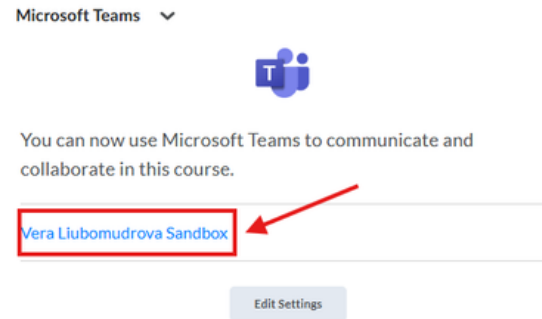 Microsoft Teams
T
You can now use Microsoft Teams to communicate and
collaborate in this course.
Vera Liubomudrova Sandbox
Edit Settings